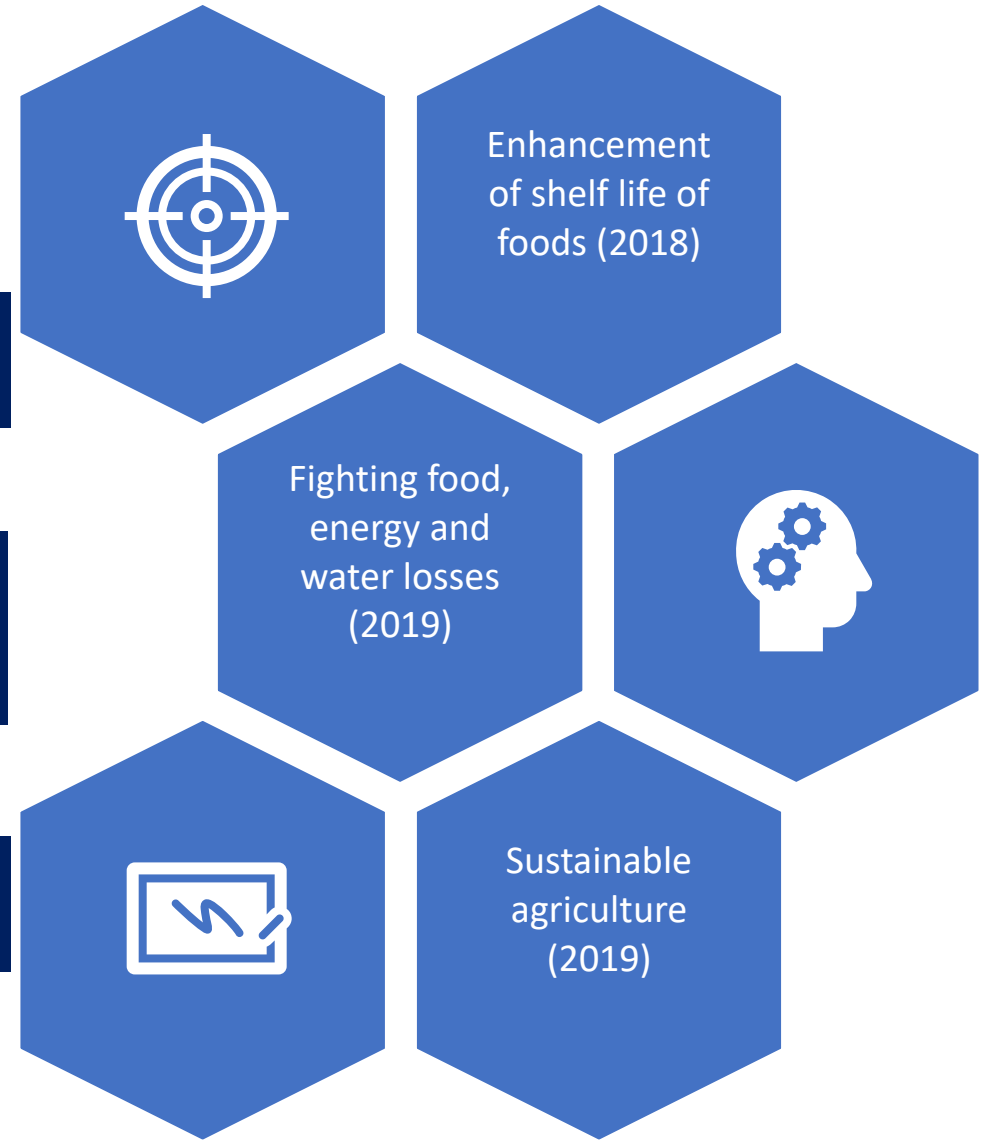 Enhancement
of shelf life of
foods (2018)
Fighting food,
energy and
water losses
(2019)
Sustainable
agriculture
(2019)